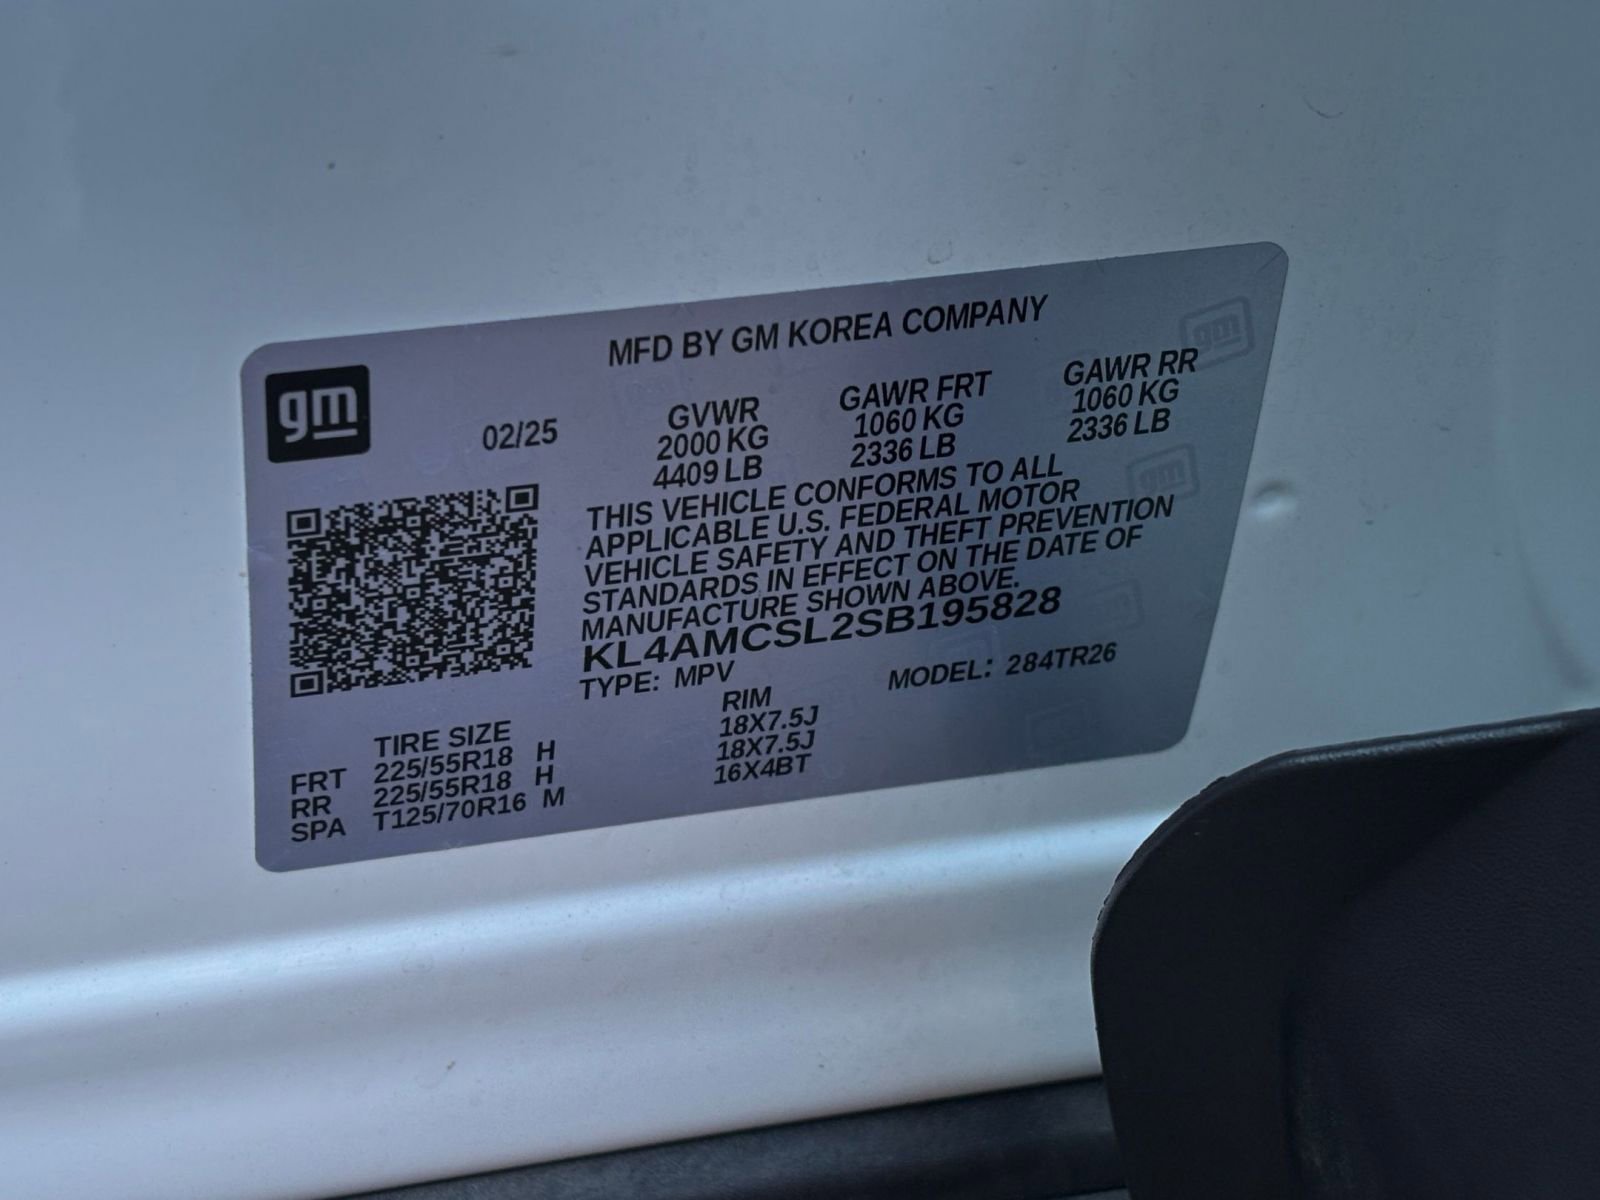 MFD BY GM KOREA COMPANY
gm
02/25
GVWR GAWR FRT GAWR RR
2000 KG 1060 KG 1060 KG
4409 LB 2336 LB 2336 LB
THIS VEHICLE CONFORMS TO ALL
APPLICABLE U.S. FEDERAL MOTOR
VEHICLE SAFETY AND THEFT PREVENTION
STANDARDS IN EFFECT ON THE DATE OF
MANUFACTURE SHOWN ABOVE.
KL4AMCSL2SB195828
TYPE: MPV MODEL: 284TR26
TIRE SIZE RIM
FRT 225/55R18 H 18X7.5J
RR 225/55R18 H 18X7.5J
SPA T125/70R16 M 16X4BT